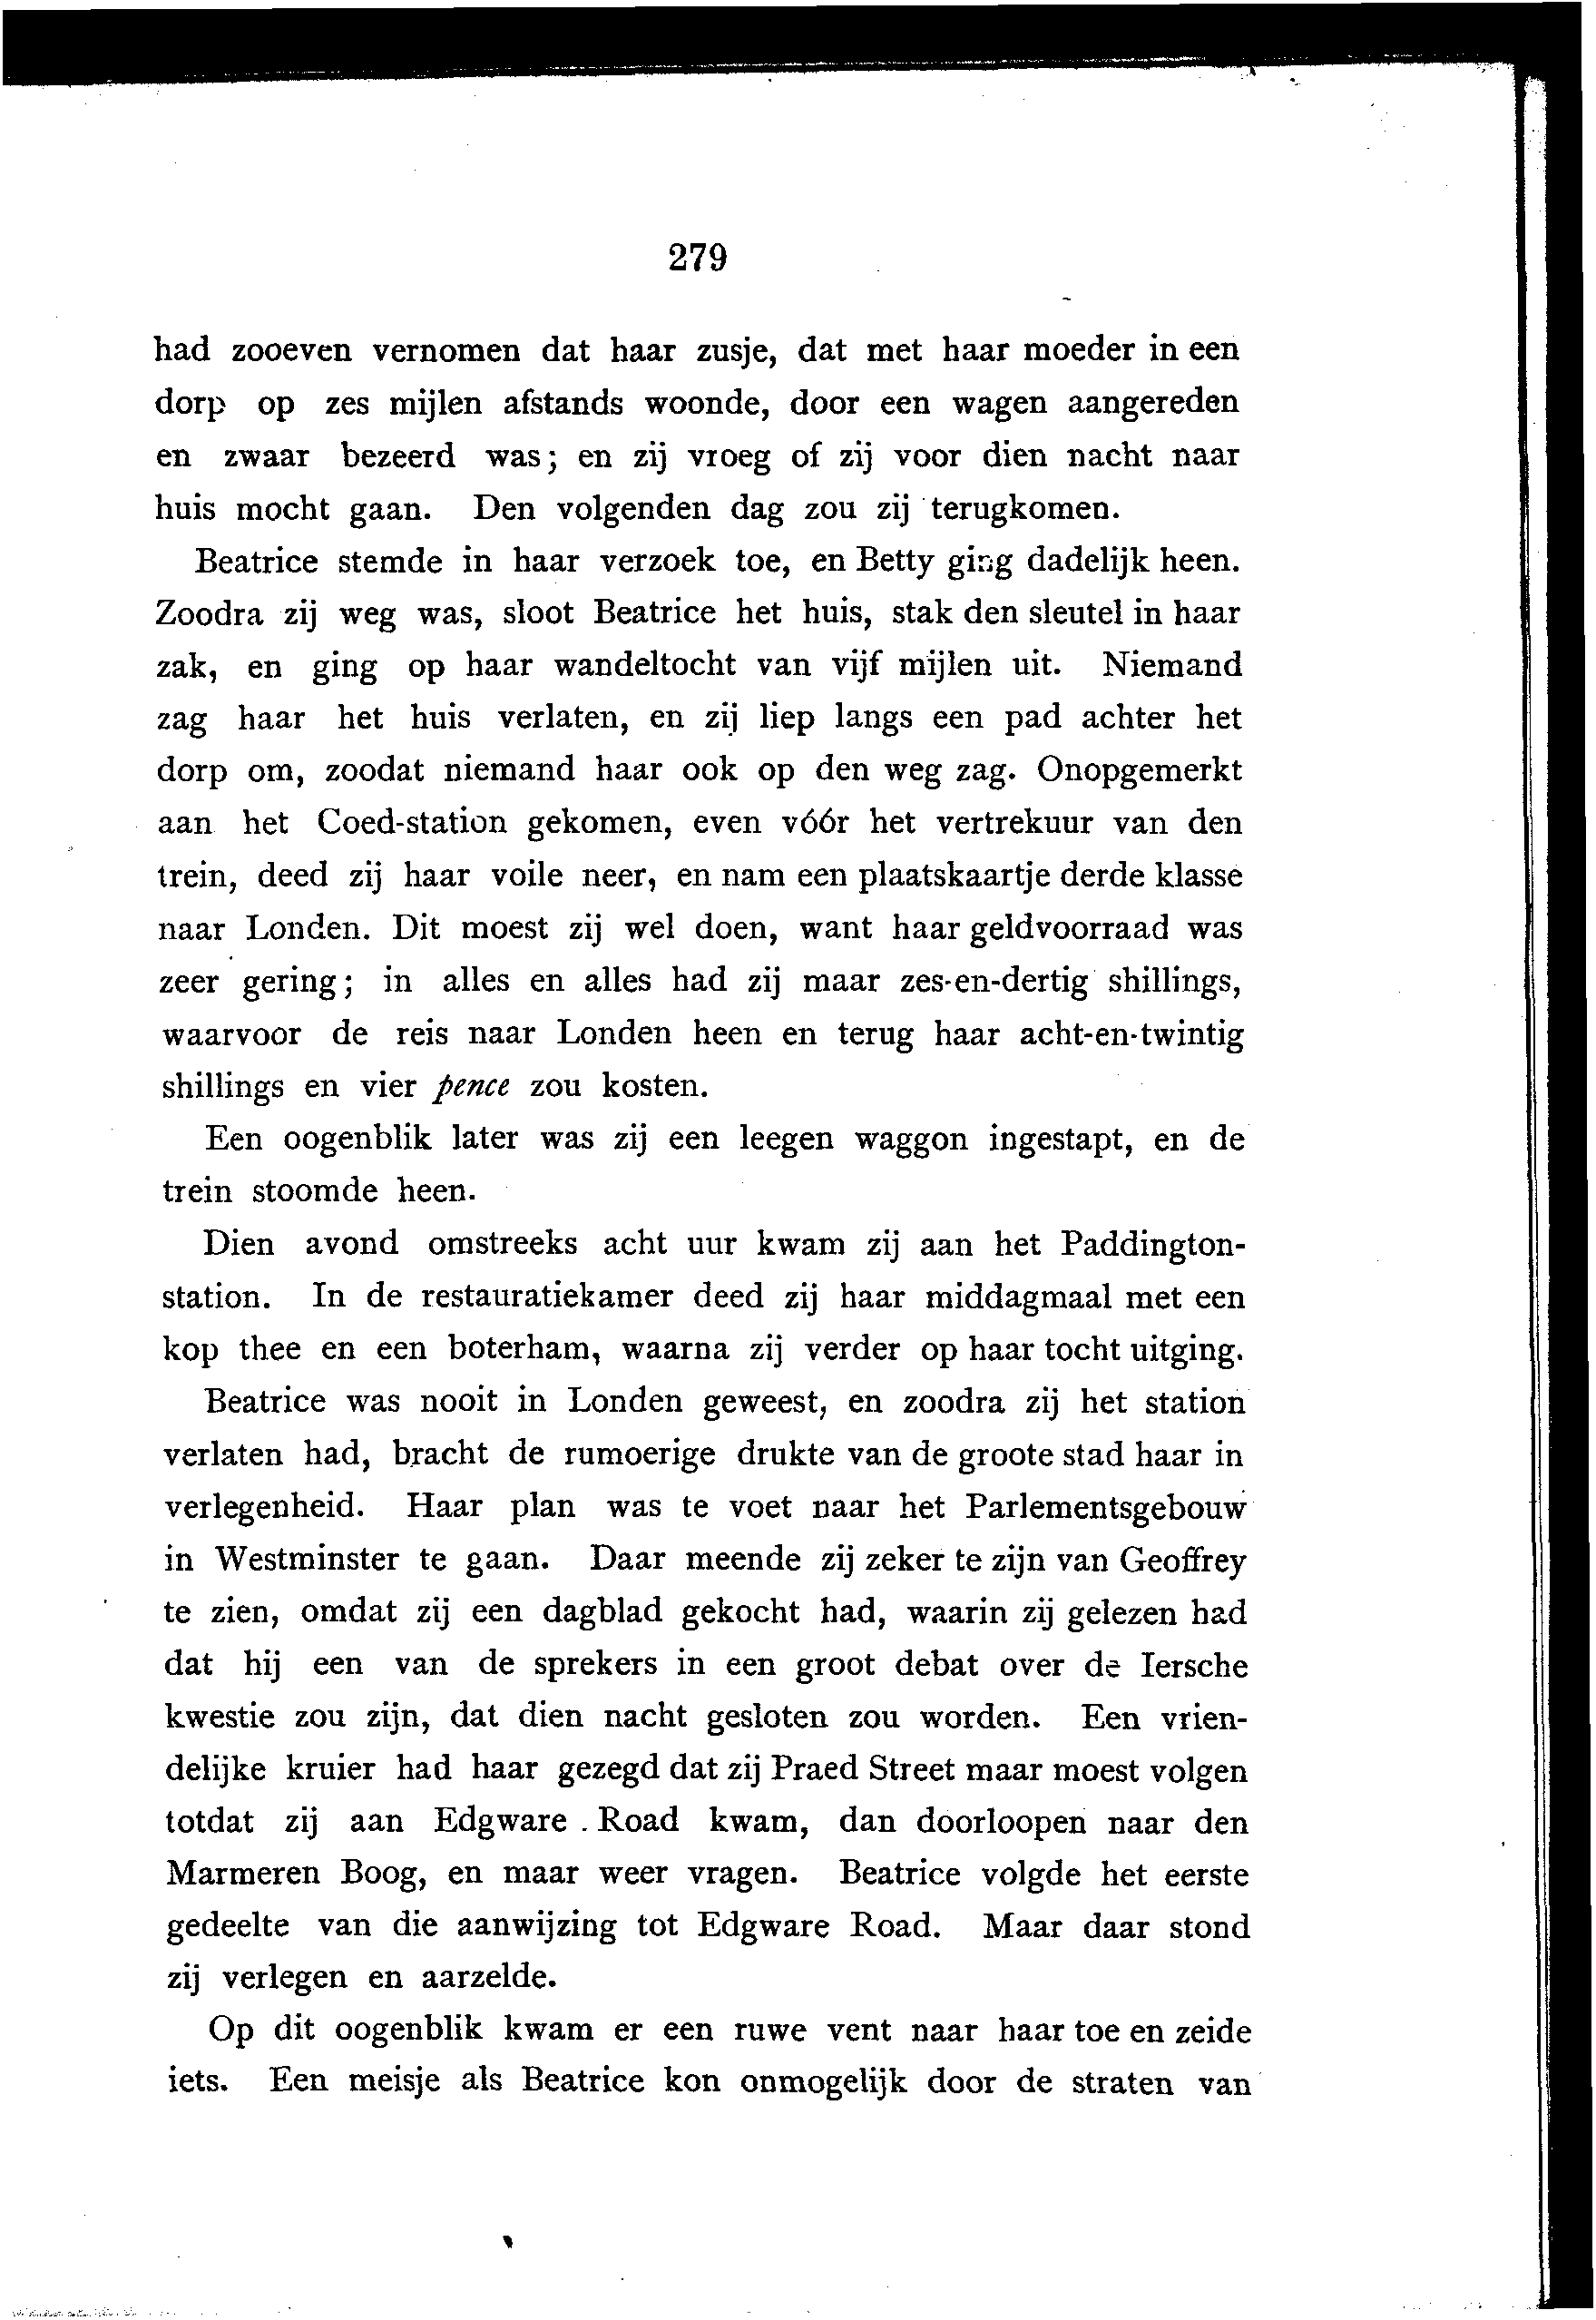 279
had zooeven vernomen dat haar zusje, dat met haar moeder in een
dorp op zes mijlen afstands woonde, door een wagen aangereden
en zwaar bezeerd was; en zij vroeg of zij voor dien nacht naar
huis mocht gaan. Den volgenden dag zou zij terugkomen.
Beatrice stemde in haar verzoek toe, en Betty ging dadelijk heen.
Zoodra zij weg was, sloot Beatrice het huis, stak den sleutel in haar
zak, en ging op haar wandeltocht van vijf mijlen uit. Niemand
zag haar het huis verlaten, en zij liep langs een pad achter het
dorp om, zoodat niemand haar ook op den weg zag. Onopgemerkt
aan het Coed-station gekomen, even vóór het vertrekuur van den
trein, deed zij haar voile neer, en nam een plaatskaartje derde klasse
naar Londen. Dit moest zij wel doen, want haar geldvoorraad was
zeer gering; in alles en alles had zij maar zes-en-dertig shillings,
waarvoor de reis naar Londen heen en terug haar acht-en-twintig
shillings en vier pence zou kosten.
Een oogenblik later was zij een leegen waggon ingestapt, en de
trein stoomde heen.
Dien avond omstreeks acht uur kwam zij aan het Paddington-
station. In de restauratiekamer deed zij haar middagmaal met een
kop thee en een boterham, waarna zij verder op haar tocht uitging.
Beatrice was nooit in Londen geweest, en zoodra zij het station
verlaten had, bracht de rumoerige drukte van de groote stad haar in
verlegenheid. Haar plan was te voet naar het Parlementsgebouw
in Westminster te gaan. Daar meende zij zeker te zijn van Geoffrey
te zien, omdat zij een dagblad gekocht had, waarin zij gelezen had
dat hij een van de sprekers in een groot debat over de Iersche
kwestie zou zijn, dat dien nacht gesloten zou worden. Een vrien-
delijke kruier had haar gezegd dat zij Praed Street maar moest volgen
totdat zij aan Edgware Road kwam, dan doorloopen naar den
Marmeren Boog, en maar weer vragen. Beatrice volgde het eerste
gedeelte van die aanwijzing tot Edgware Road. Maar daar stond
zij verlegen en aarzelde.
Op dit oogenblik kwam er een ruwe vent naar haar toe en zeide
iets. Een meisje als Beatrice kon onmogelijk door de straten van